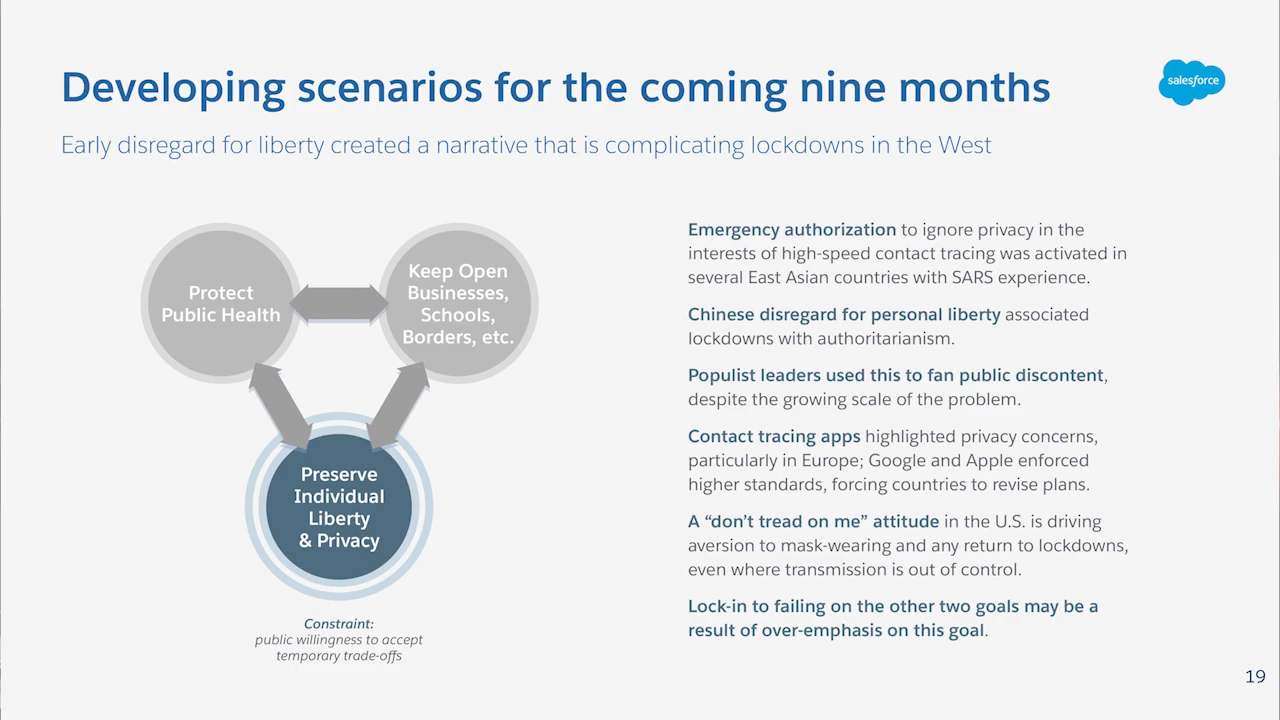 Developing scenarios for the coming nine months
salesforce
Early disregard for liberty created a narrative that is complicating lockdowns in the West
Protect
Public Health
Keep Open
Businesses,
Schools,
Borders, etc.
Preserve
Individual
Liberty
& Privacy
Constraint:
public willingness to accept
temporary trade-offs
Emergency authorization to ignore privacy in the
interests of high-speed contact tracing was activated in
several East Asian countries with SARS experience.
Chinese disregard for personal liberty associated
lockdowns with authoritarianism.
Populist leaders used this to fan public discontent,
despite the growing scale of the problem.
Contact tracing apps highlighted privacy concerns,
particularly in Europe; Google and Apple enforced
higher standards, forcing countries to revise plans.
A “don’t tread on me” attitude in the U.S. is driving
aversion to mask-wearing and any return to lockdowns,
even where transmission is out of control.
Lock-in to failing on the other two goals may be a
result of over-emphasis on this goal.
19